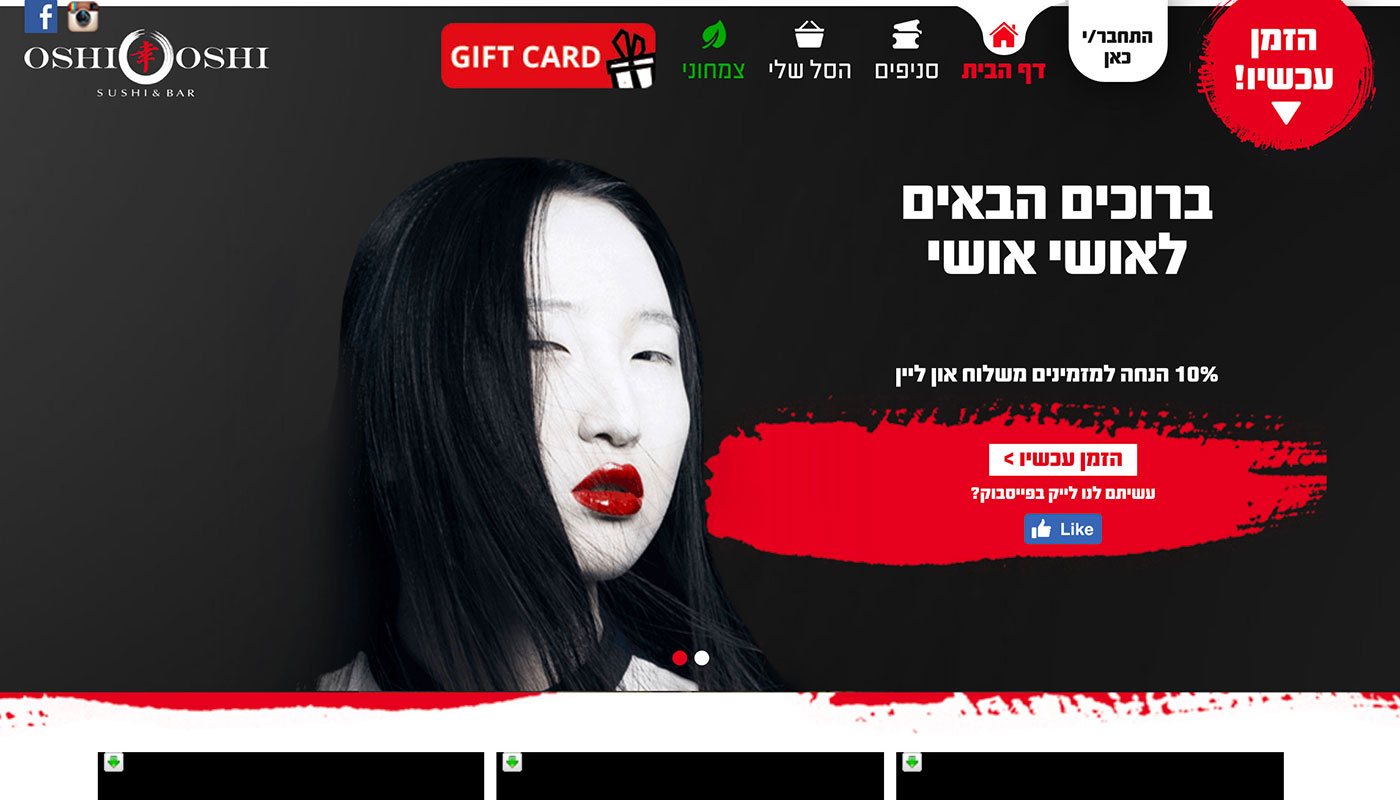 OSHI OSHI
幸
SUSHI & BAR
GIFT CARD
צמחוני
הסל שלי
סניפים
דף הבית
התחבר/י
כאן
הזמן
עכשיו!
ברוכים הבאים
לאושי אושי
10% הנחה למזמינים משלוח און ליין
הזמן עכשיו >
עשיתם לנו לייק בפייסבוק?
Like